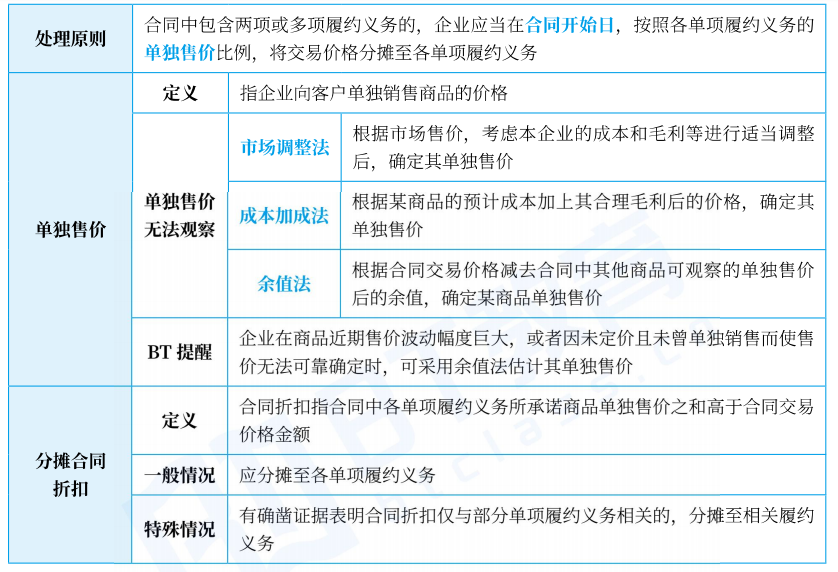 处理原则
合同中包含两项或多项履约义务的，企业应当在合同开始日，按照各单项履约义务的
单独售价比例，将交易价格分摊至各单项履约义务
单独售价
定义
指企业向客户单独销售商品的价格
单独售价
无法观察
市场调整法
根据市场售价，考虑本企业的成本和毛利等进行适当调整
后，确定其单独售价
成本加成法
根据某商品的预计成本加上其合理毛利后的价格，确定其
单独售价
余值法
根据合同交易价格减去合同中其他商品可观察的单独售价
后的余值，确定某商品单独售价
BT 提醒
企业在商品近期售价波动幅度巨大，或者因未定价且未曾单独销售而使售
价无法可靠确定时，可采用余值法估计其单独售价
分摊合同
折扣
定义
合同折扣指合同中各单项履约义务所承诺商品单独售价之和高于合同交易
价格金额
一般情况
应分摊至各单项履约义务
特殊情况
有确凿证据表明合同折扣仅与部分单项履约义务相关的，分摊至相关履约
义务
BT教育
btclass.com